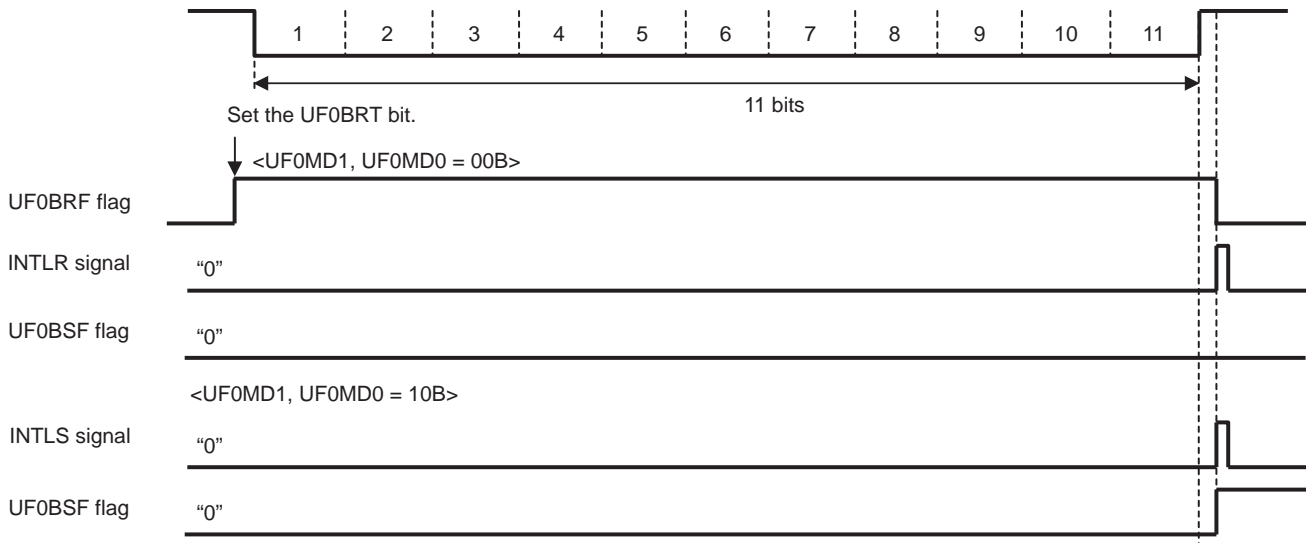 1 2 3 4 5 6 7 8 9 10 11
11 bits
Set the UF0BRT bit.
<UF0MD1, UF0MD0 = 00B>
UF0BRF flag
INTLR signal “0”
UF0BSF flag “0”
<UF0MD1, UF0MD0 = 10B>
INTLS signal “0”
UF0BSF flag “0”